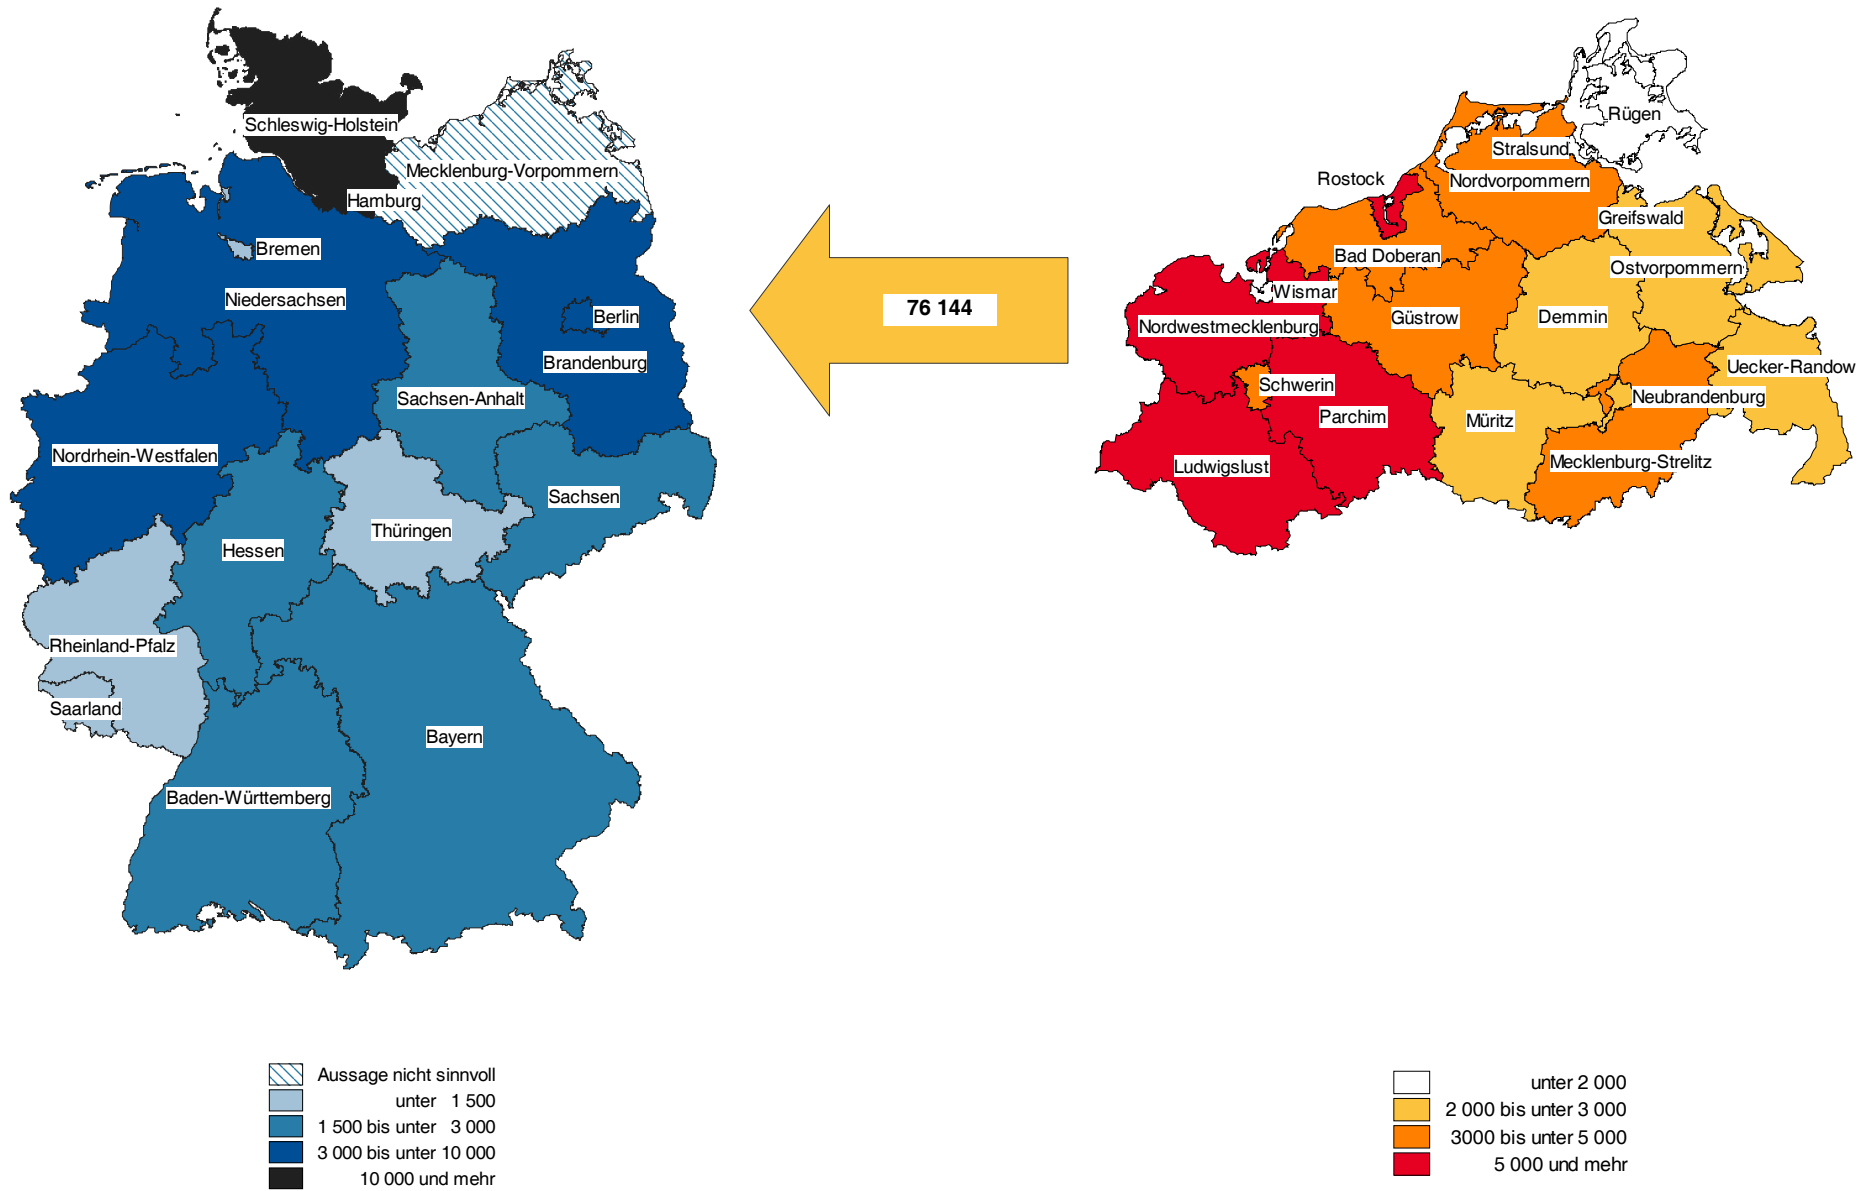 Schleswig-Holstein
Mecklenburg-Vorpommern
Hamburg
Bremen
Niedersachsen
Berlin
Brandenburg
Sachsen-Anhalt
Nordrhein-Westfalen
Sachsen
Thüringen
Hessen
Rheinland-Pfalz
Saarland
Bayern
Baden-Württemberg
76 144
Rügen
Stralsund
Rostock
Nordvorpommern
Greifswald
Bad Doberan
Ostvorpommern
Wismar
Nordwestmecklenburg
Güstrow
Demmin
Uecker-Randow
Schwerin
Neubrandenburg
Parchim
Müritz
Ludwigslust
Mecklenburg-Strelitz
Aussage nicht sinnvoll
unter 1 500
1 500 bis unter 3 000
3 000 bis unter 10 000
10 000 und mehr
unter 2 000
2 000 bis unter 3 000
3000 bis unter 5 000
5 000 und mehr